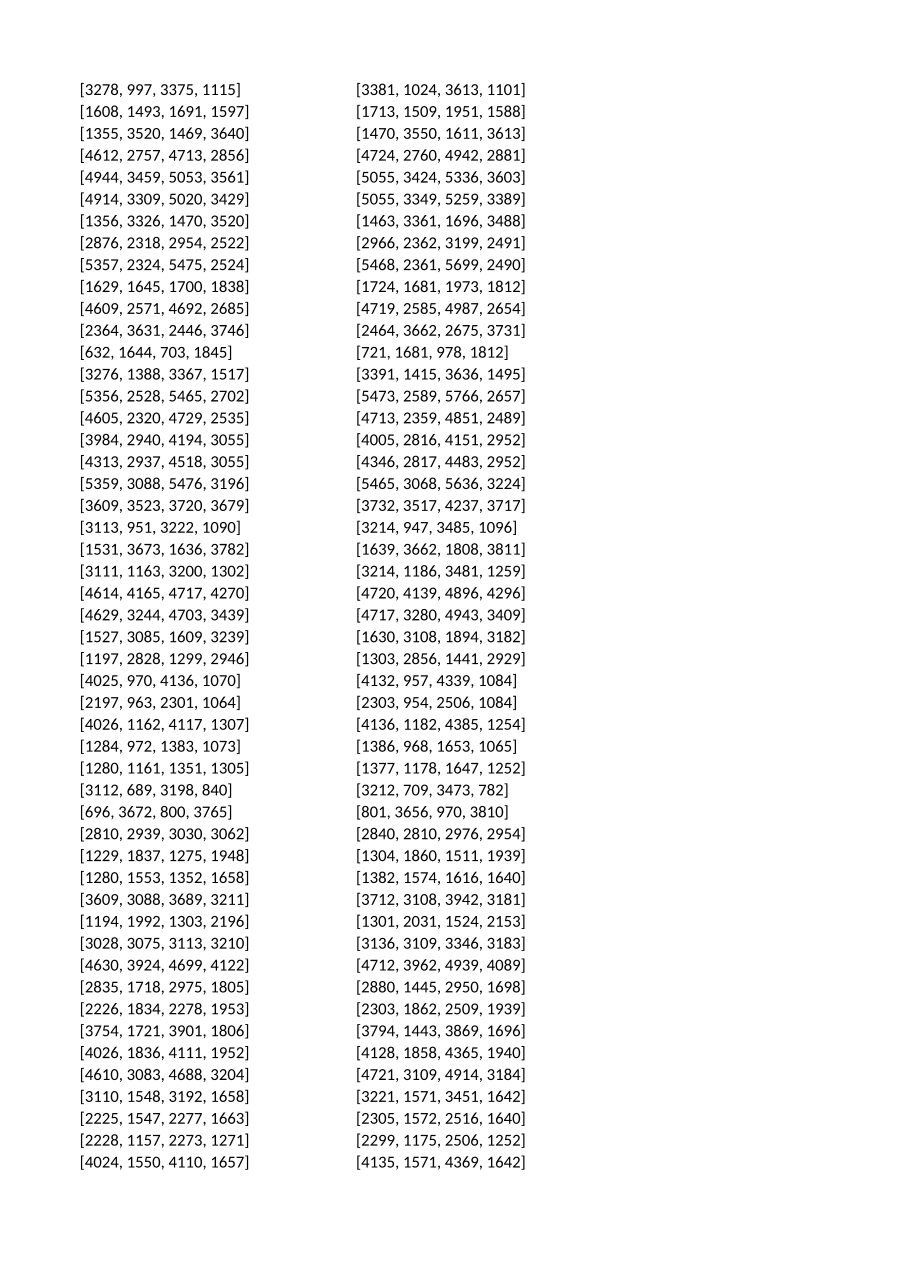 [3278, 997, 3375, 1115] [3381, 1024, 3613, 1101]
[1608, 1493, 1691, 1597] [1713, 1509, 1951, 1588]
[1355, 3520, 1469, 3640] [1470, 3550, 1611, 3613]
[4612, 2757, 4713, 2856] [4724, 2760, 4942, 2881]
[4944, 3459, 5053, 3561] [5055, 3424, 5336, 3603]
[4914, 3309, 5020, 3429] [5055, 3349, 5259, 3389]
[1356, 3326, 1470, 3520] [1463, 3361, 1696, 3488]
[2876, 2318, 2954, 2522] [2966, 2362, 3199, 2491]
[5357, 2324, 5475, 2524] [5468, 2361, 5699, 2490]
[1629, 1645, 1700, 1838] [1724, 1681, 1973, 1812]
[4609, 2571, 4692, 2685] [4719, 2585, 4987, 2654]
[2364, 3631, 2446, 3746] [2464, 3662, 2675, 3731]
[632, 1644, 703, 1845] [721, 1681, 978, 1812]
[3276, 1388, 3367, 1517] [3391, 1415, 3636, 1495]
[5356, 2528, 5465, 2702] [5473, 2589, 5766, 2657]
[4605, 2320, 4729, 2535] [4713, 2359, 4851, 2489]
[3984, 2940, 4194, 3055] [4005, 2816, 4151, 2952]
[4313, 2937, 4518, 3055] [4346, 2817, 4483, 2952]
[5359, 3088, 5476, 3196] [5465, 3068, 5636, 3224]
[3609, 3523, 3720, 3679] [3732, 3517, 4237, 3717]
[3113, 951, 3222, 1090] [3214, 947, 3485, 1096]
[1531, 3673, 1636, 3782] [1639, 3662, 1808, 3811]
[3111, 1163, 3200, 1302] [3214, 1186, 3481, 1259]
[4614, 4165, 4717, 4270] [4720, 4139, 4896, 4296]
[4629, 3244, 4703, 3439] [4717, 3280, 4943, 3409]
[1527, 3085, 1609, 3239] [1630, 3108, 1894, 3182]
[1197, 2828, 1299, 2946] [1303, 2856, 1441, 2929]
[4025, 970, 4136, 1070] [4132, 957, 4339, 1084]
[2197, 963, 2301, 1064] [2303, 954, 2506, 1084]
[4026, 1162, 4117, 1307] [4136, 1182, 4385, 1254]
[1284, 972, 1383, 1073] [1386, 968, 1653, 1065]
[1280, 1161, 1351, 1305] [1377, 1178, 1647, 1252]
[3112, 689, 3198, 840] [3212, 709, 3473, 782]
[696, 3672, 800, 3765] [801, 3656, 970, 3810]
[2810, 2939, 3030, 3062] [2840, 2810, 2976, 2954]
[1229, 1837, 1275, 1948] [1304, 1860, 1511, 1939]
[1280, 1553, 1352, 1658] [1382, 1574, 1616, 1640]
[3609, 3088, 3689, 3211] [3712, 3108, 3942, 3181]
[1194, 1992, 1303, 2196] [1301, 2031, 1524, 2153]
[3028, 3075, 3113, 3210] [3136, 3109, 3346, 3183]
[4630, 3924, 4699, 4122] [4712, 3962, 4939, 4089]
[2835, 1718, 2975, 1805] [2880, 1445, 2950, 1698]
[2226, 1834, 2278, 1953] [2303, 1862, 2509, 1939]
[3754, 1721, 3901, 1806] [3794, 1443, 3869, 1696]
[4026, 1836, 4111, 1952] [4128, 1858, 4365, 1940]
[4610, 3083, 4688, 3204] [4721, 3109, 4914, 3184]
[3110, 1548, 3192, 1658] [3221, 1571, 3451, 1642]
[2225, 1547, 2277, 1663] [2305, 1572, 2516, 1640]
[2228, 1157, 2273, 1271] [2299, 1175, 2506, 1252]
[4024, 1550, 4110, 1657] [4135, 1571, 4369, 1642]